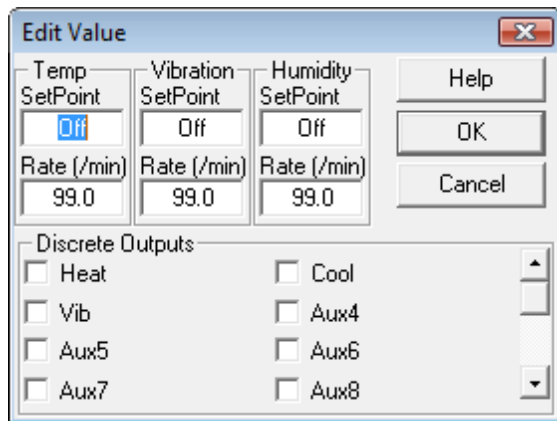 Edit Value
Temp Vibration Humidity Help
SetPoint SetPoint SetPoint
Off Off Off OK
Rate (/min) Rate (/min) Rate (/min)
99.0 99.0 99.0 Cancel
Discrete Outputs
Heat Cool
Vib Aux4
Aux5 Aux6
Aux7 Aux8